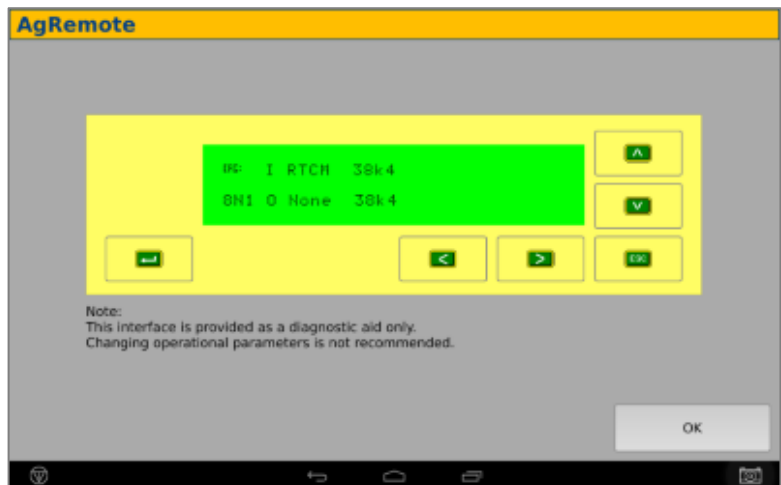 AgRemote
I RTCM 38k4
8N1 O None 38k4
ESC
Note:
This interface is provided as a diagnostic aid only.
Changing operational parameters is not recommended.
OK